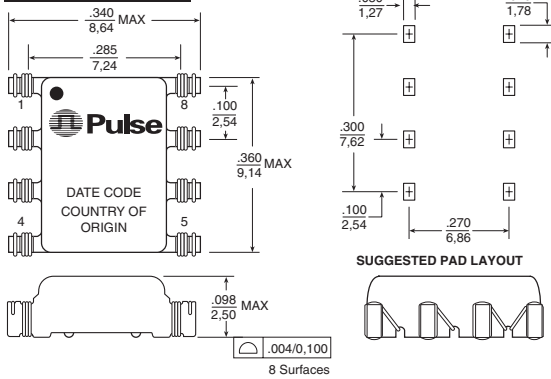 .340
8,64
MAX
.285
7,24
1
8
Pulse
.100
2,54
.360
9,14
MAX
DATE CODE
COUNTRY OF
ORIGIN
4
5
.098
2,50
MAX
.004/0,100
8 Surfaces
1,27
1,78
.300
7,62
.100
2,54
.270
6,86
SUGGESTED PAD LAYOUT